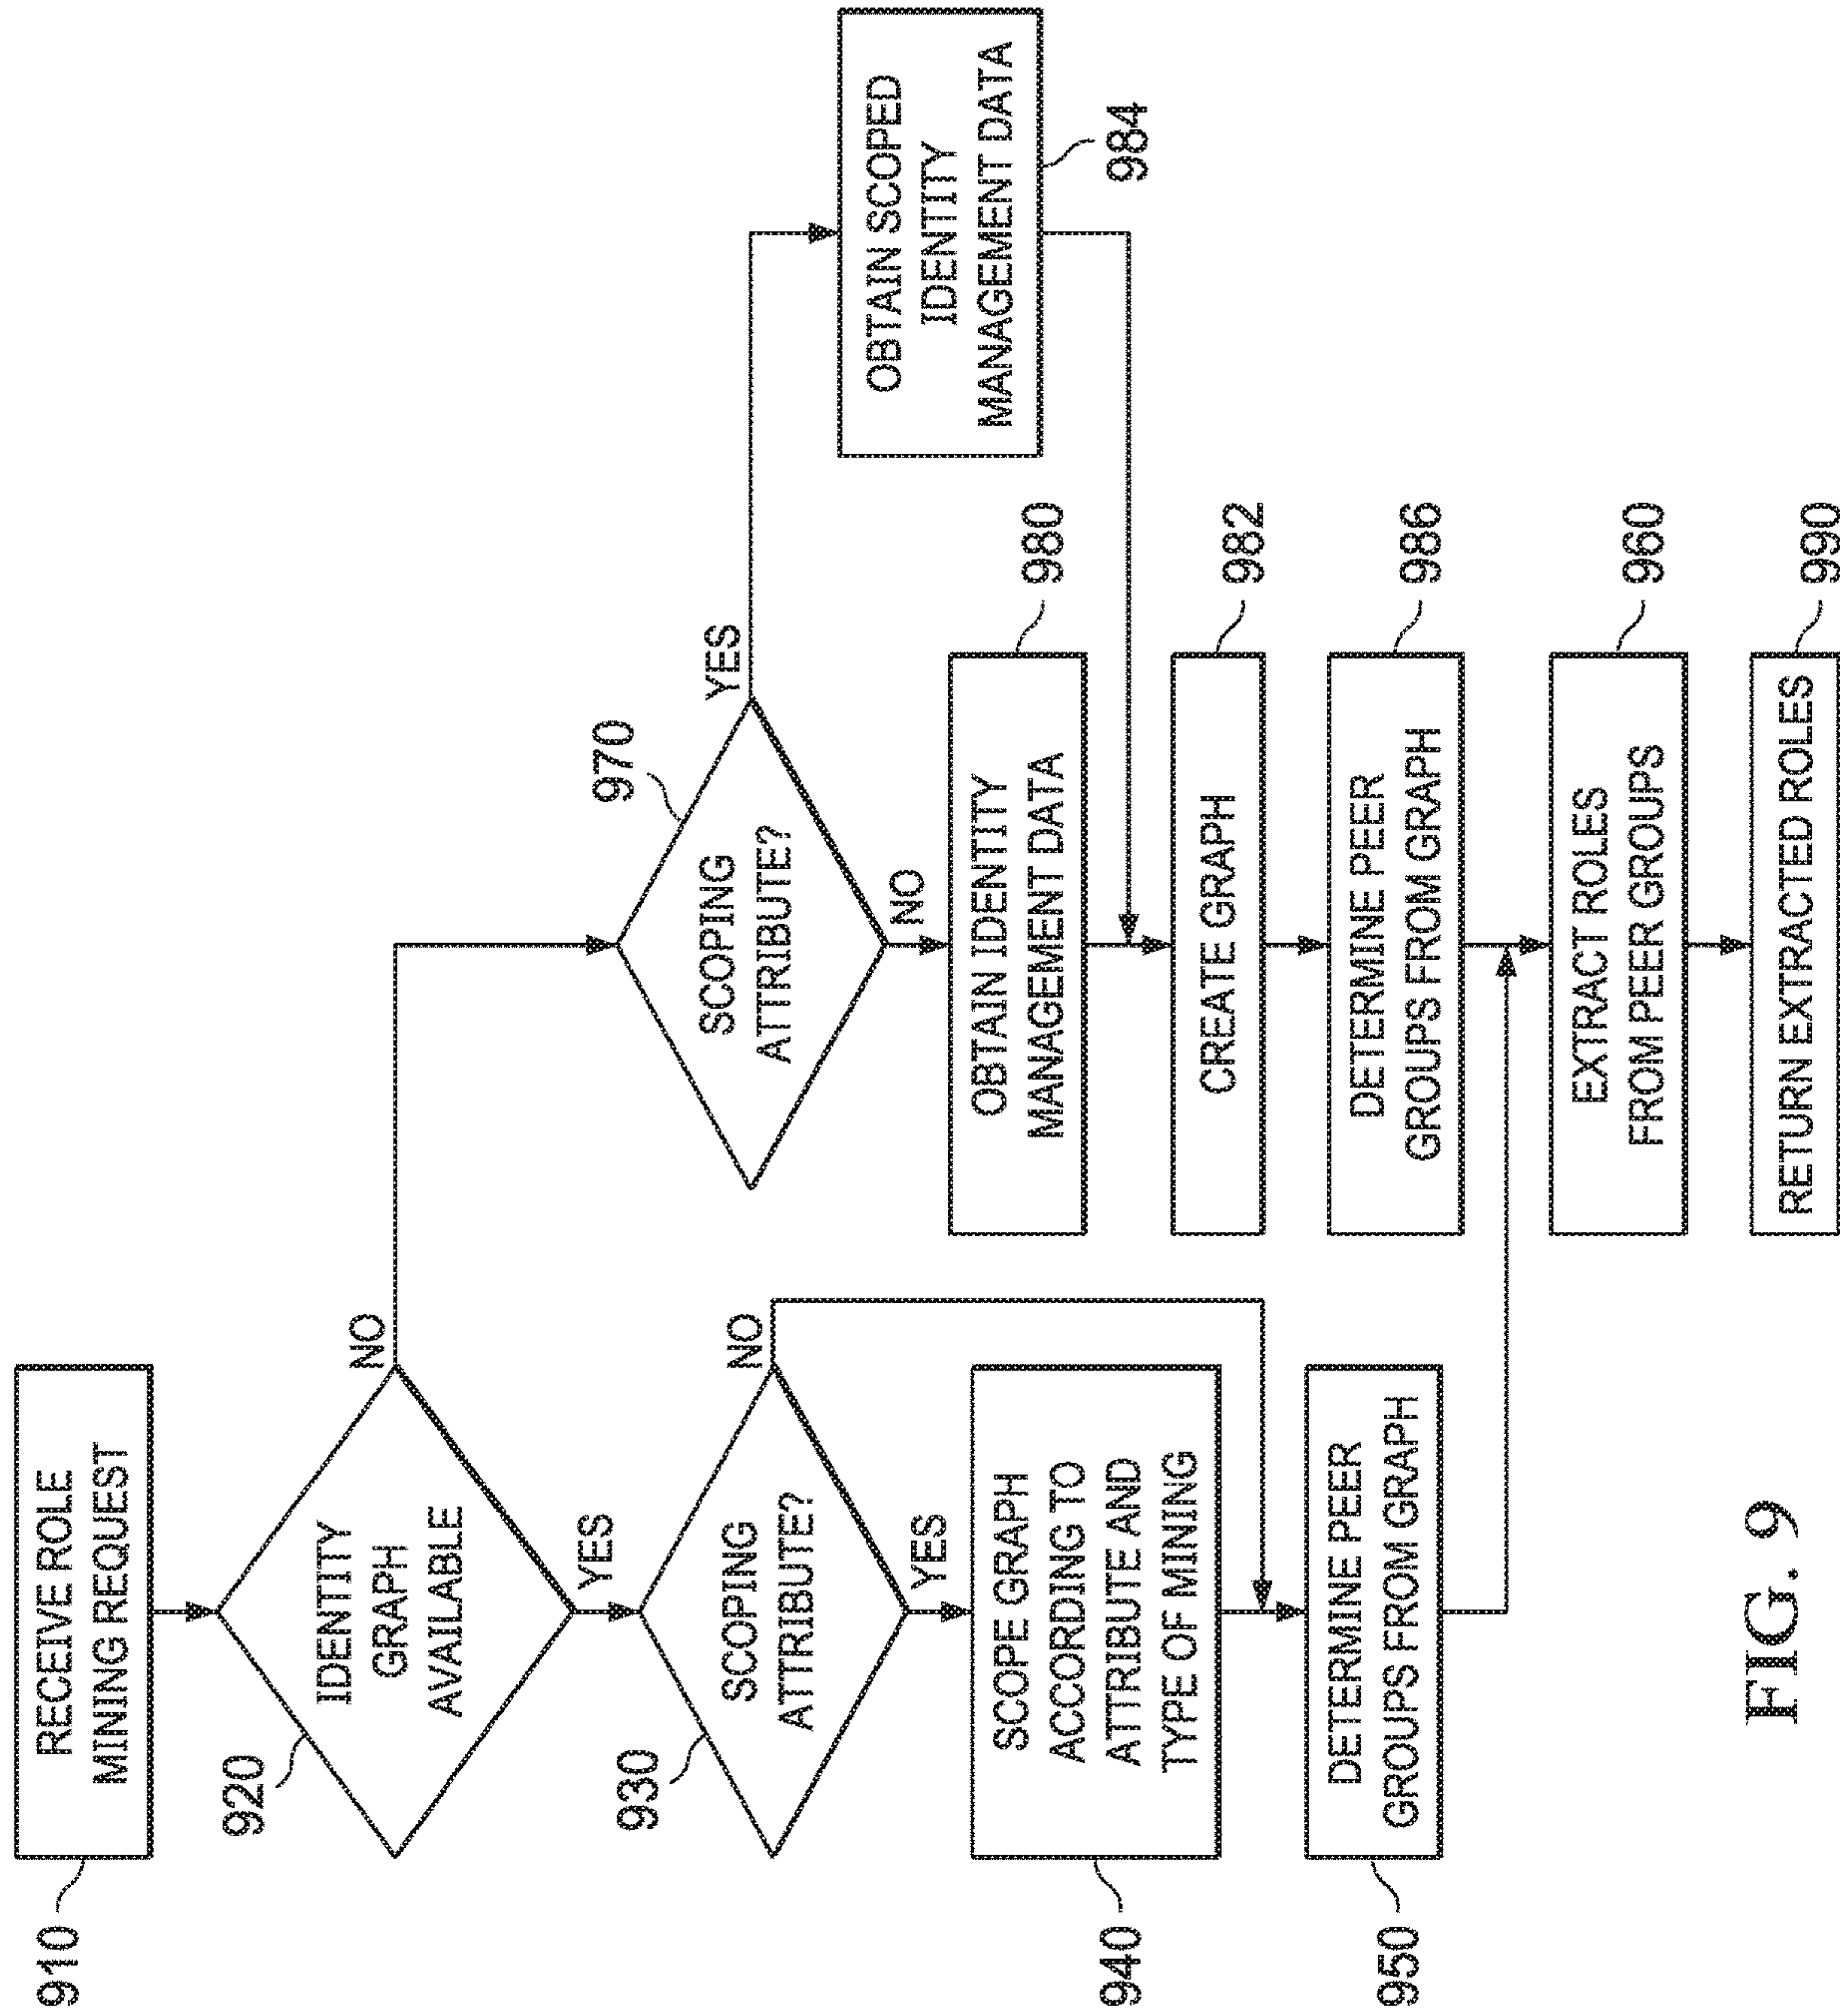 910
RECEIVE ROLE
MINING REQUEST
920
IDENTITY
GRAPH
AVAILABLE
NO
YES
930
SCOPING
ATTRIBUTE?
NO
YES
940
SCOPE GRAPH
ACCORDING TO
ATTRIBUTE AND
TYPE OF MINING
950
DETERMINE PEER
GROUPS FROM GRAPH
970
SCOPING
ATTRIBUTE?
YES
NO
OBTAIN SCOPED
IDENTITY
MANAGEMENT DATA
984
OBTAIN IDENTITY
MANAGEMENT DATA
980
CREATE GRAPH
982
DETERMINE PEER
GROUPS FROM GRAPH
986
EXTRACT ROLES
FROM PEER GROUPS
960
RETURN EXTRACTED ROLES
990
FIG. 9